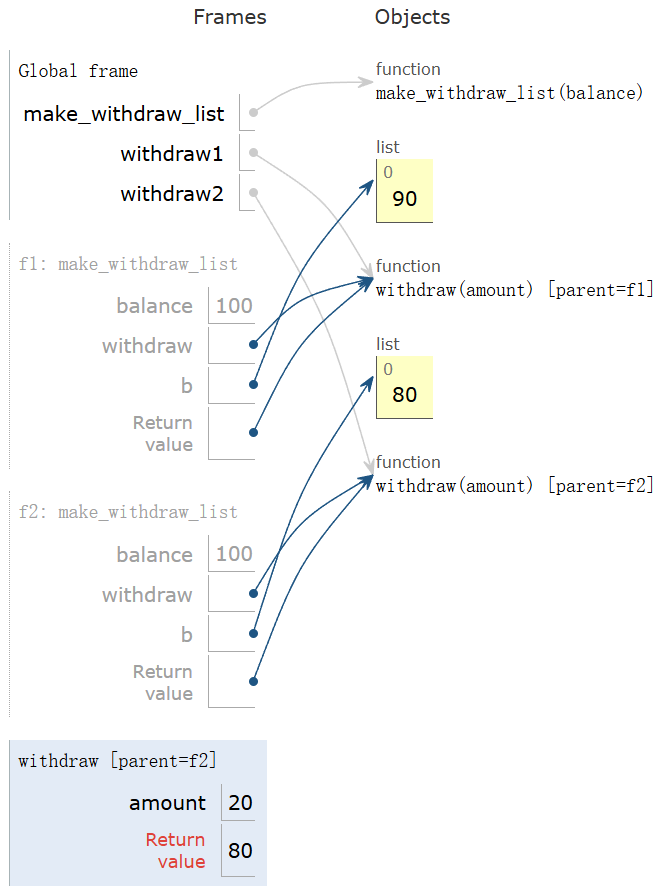 Frames Objects
Global frame
make_withdraw_list
withdraw1
withdraw2
function
make_withdraw_list(balance)
list
0
90
f1: make_withdraw_list
balance 100
withdraw
b
Return
value
function
withdraw(amount) [parent=f1]
list
0
80
function
withdraw(amount) [parent=f2]
f2: make_withdraw_list
balance 100
withdraw
b
Return
value
withdraw [parent=f2]
amount 20
Return
value 80